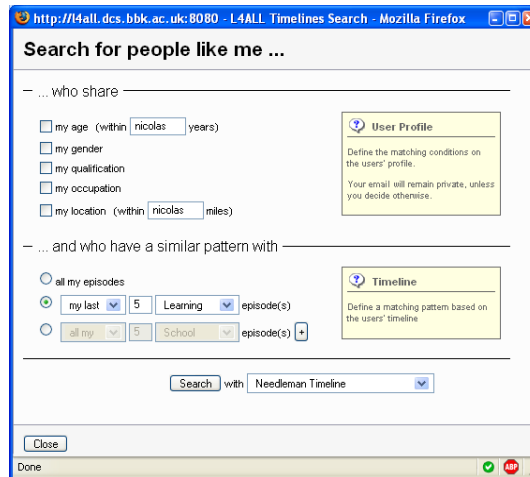 http://l4all.dcs.bbk.ac.uk:8080 - L4ALL Timelines Search - Mozilla Firefox
Search for people like me ...
... who share
my age (within nicolas years)
my gender
my qualification
my occupation
my location (within nicolas miles)
User Profile
Define the matching conditions on
the users' profile.
Your email will remain private, unless
you decide otherwise.
... and who have a similar pattern with
all my episodes
my last 5 Learning episode(s)
all my 5 School episode(s) +
Timeline
Define a matching pattern based on
the users' timeline
Search with Needleman Timeline
Close
Done
ABP